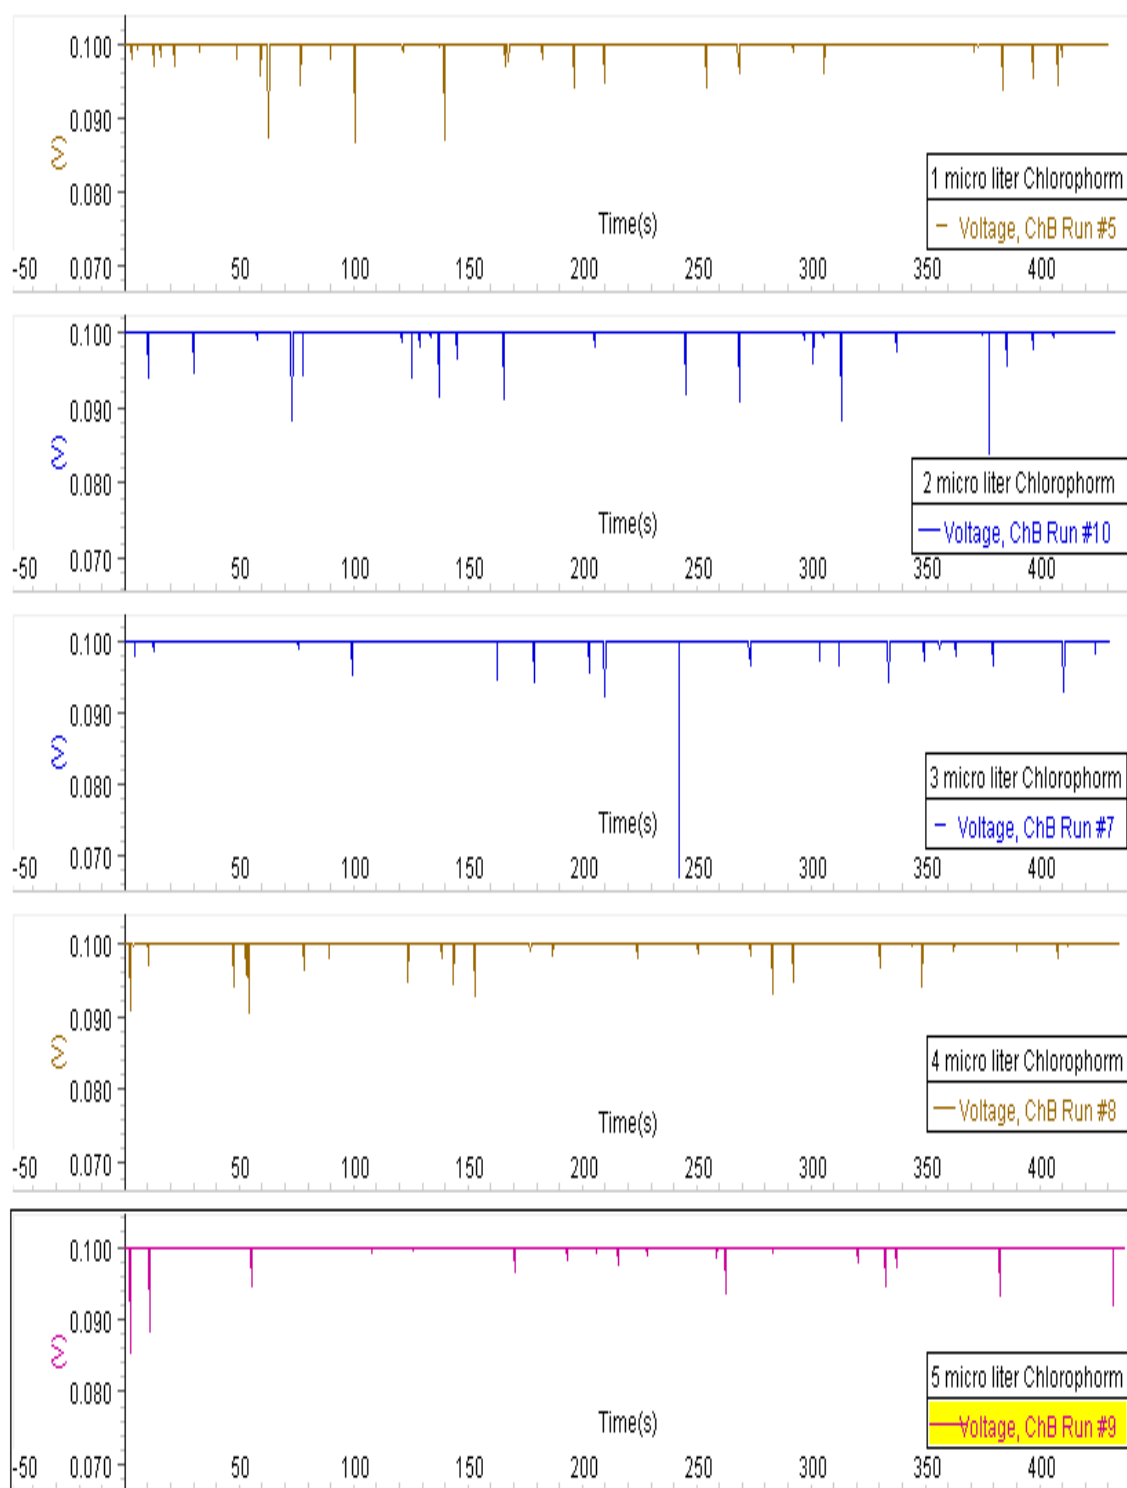 0.100
0.090
0.080
0.070
Time(s)
-50 50 100 150 200 250 300 350 400
1 micro liter Chlorophorm
Voltage, ChB Run #5
0.100
0.090
0.080
0.070
Time(s)
-50 50 100 150 200 250 300 350 400
2 micro liter Chlorophorm
Voltage, ChB Run #10
0.100
0.090
0.080
0.070
Time(s)
-50 50 100 150 200 250 300 350 400
3 micro liter Chlorophorm
Voltage, ChB Run #7
0.100
0.090
0.080
0.070
Time(s)
-50 50 100 150 200 250 300 350 400
4 micro liter Chlorophorm
Voltage, ChB Run #8
0.100
0.090
0.080
0.070
Time(s)
-50 50 100 150 200 250 300 350 400
5 micro liter Chlorophorm
Voltage, ChB Run #9